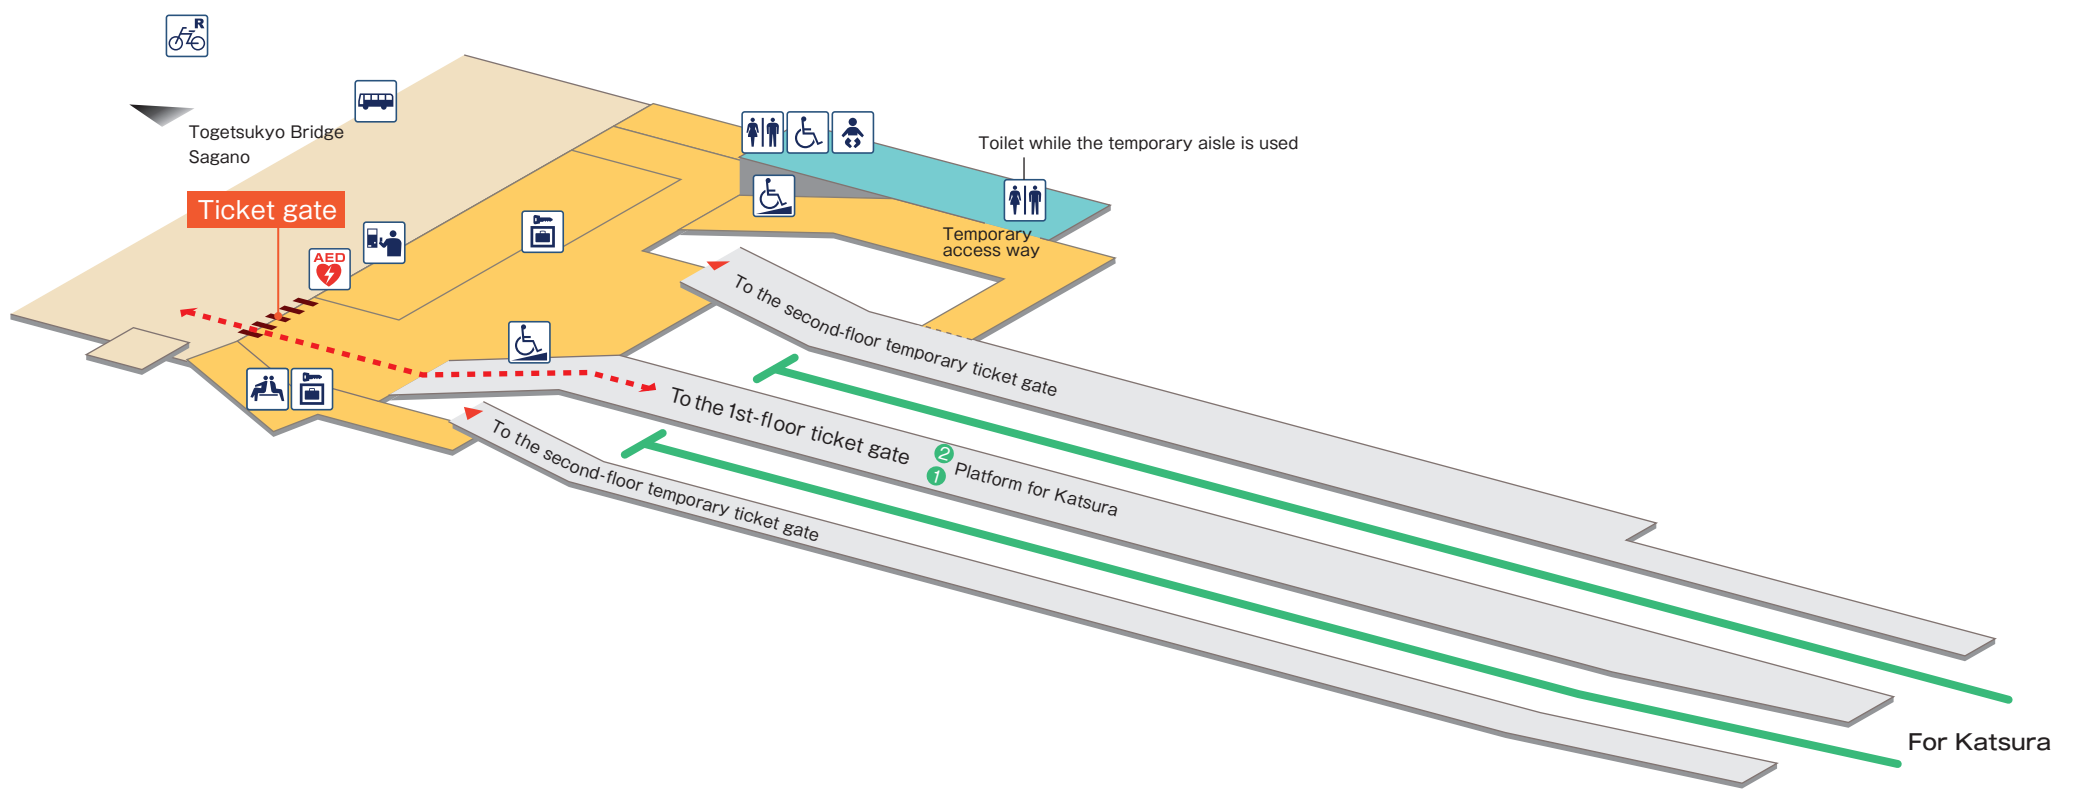 R
Togetsukyo Bridge
Sagano
Toilet while the temporary aisle is used
Ticket gate
AED
Temporary
access way
To the second-floor temporary ticket gate
To the 1st-floor ticket gate
2
1
Platform for Katsura
To the second-floor temporary ticket gate
For Katsura